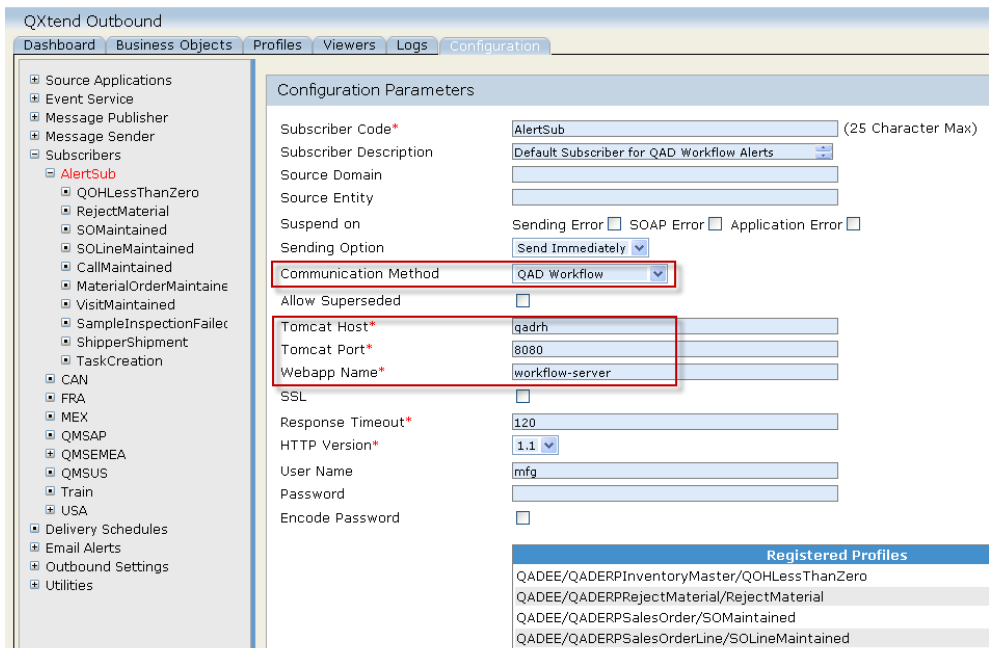 QXtend Outbound
Dashboard Business Objects Profiles Viewers Logs Configuration
Source Applications
Event Service
Message Publisher
Message Sender
Subscribers
AlertSub
QOHLessThanZero
RejectMaterial
SOMaintained
SOLineMaintained
CallMaintained
MaterialOrderMaintaine
VisitMaintained
SampleInspectionFailec
ShipperShipment
TaskCreation
CAN
FRA
MEX
QMSAP
QMSEMEA
QMSUS
Train
USA
Delivery Schedules
Email Alerts
Outbound Settings
Utilities
Configuration Parameters
Subscriber Code* AlertSub (25 Character Max)
Subscriber Description Default Subscriber for QAD Workflow Alerts
Source Domain
Source Entity
Suspend on Sending Error SOAP Error Application Error
Sending Option Send Immediately
Communication Method QAD Workflow
Allow Superseded
Tomcat Host* qadrh
Tomcat Port* 8080
Webapp Name* workflow-server
SSL
Response Timeout* 120
HTTP Version* 1.1
User Name mfg
Password
Encode Password
Registered Profiles
QADEE/QADERPInventoryMaster/QOHLessThanZero
QADEE/QADERPRejectMaterial/RejectMaterial
QADEE/QADERPSalesOrder/SOMaintained
QADEE/QADERPSalesOrderLine/SOLineMaintained